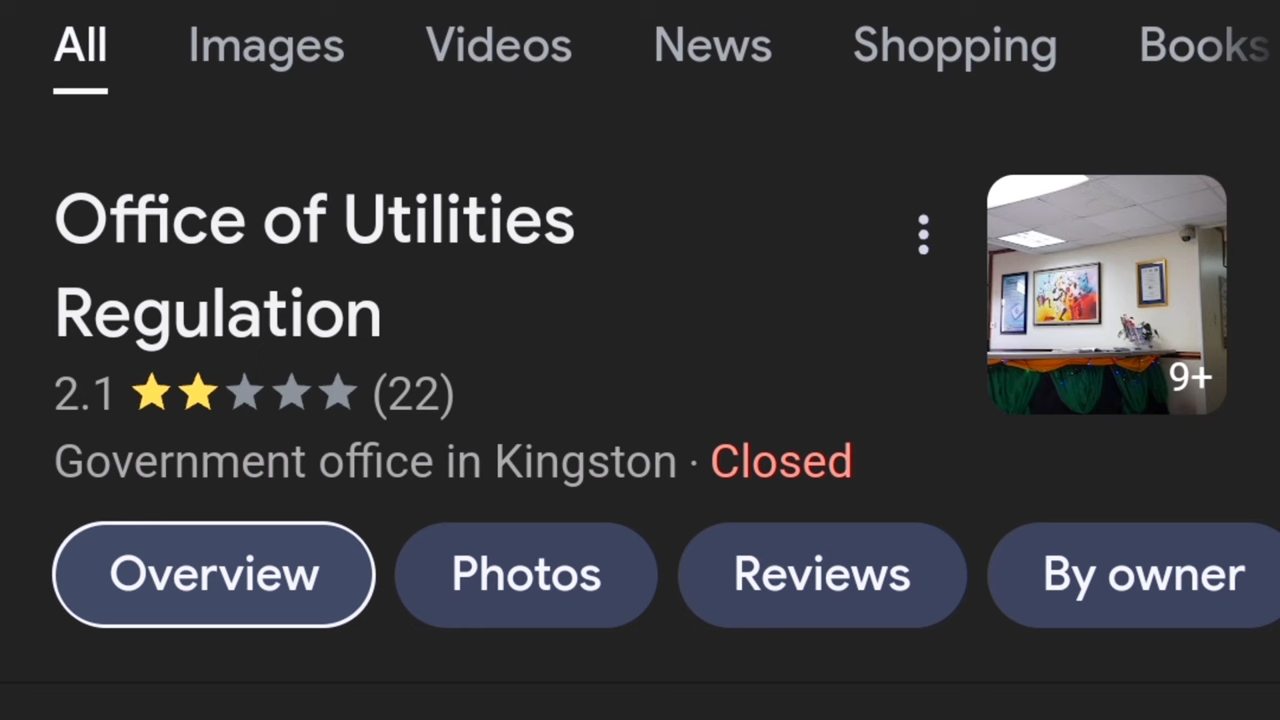 All Images Videos News Shopping Books
Office of Utilities
Regulation
2.1 (22)
9+
Government office in Kingston · Closed
Overview Photos Reviews By owner